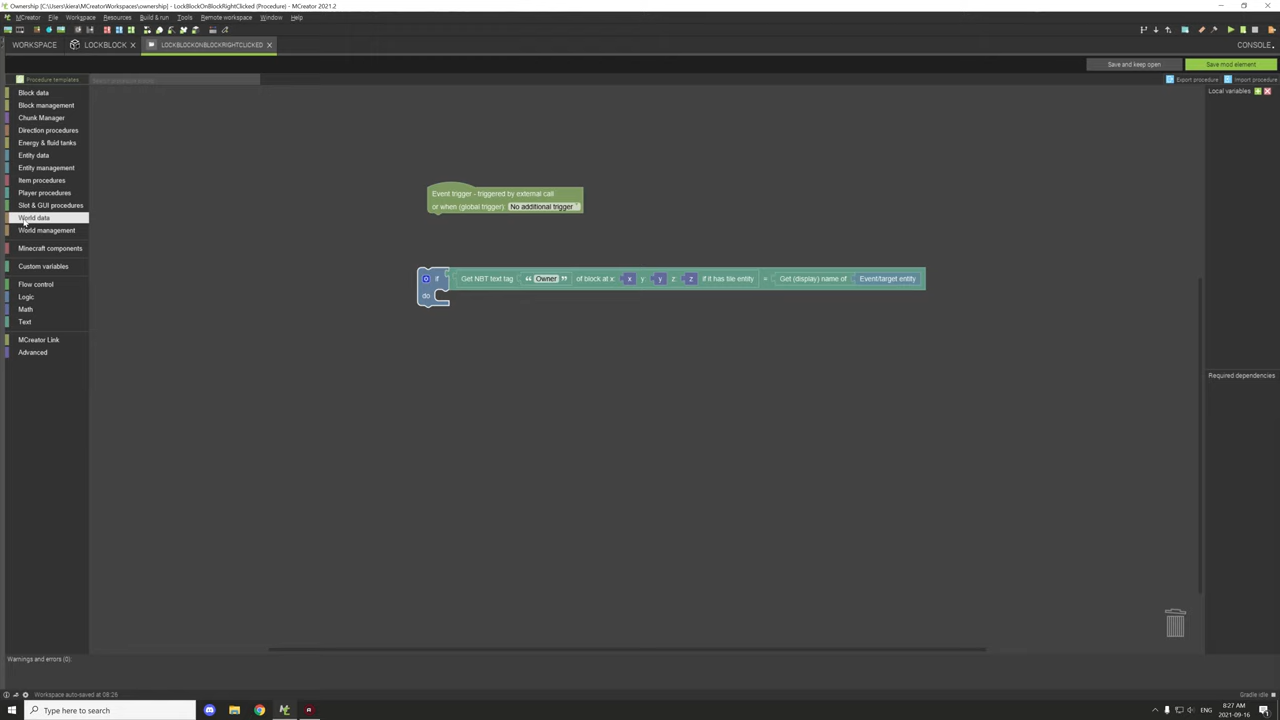 Ownership [C:\Users\kiera\MCreatorWorkspaces\ownership] - LockBlockOnBlockRightClicked (Procedure) - MCreator 2021.2
MCreator File Workspace Resources Build & run Tools Remote workspace Window Help
WORKSPACE LOCKBLOCK LOCKBLOCKONBLOCKRIGHTCLICKED CONSOLE
Save and keep open Save mod element
Procedure templates Export procedure Import procedure
Block data
Block management
Chunk Manager
Direction procedures
Energy & fluid tanks
Entity data
Entity management
Item procedures
Player procedures
Slot & GUI procedures
World data
World management
Minecraft components
Custom variables
Flow control
Logic
Math
Text
MCreator Link
Advanced
Event trigger - triggered by external call
or when (global trigger) No additional trigger
if Get NBT text tag “ Owner ” of block at x: x y: y z: z if it has tile entity = Get (display) name of Event/target entity
do
Local variables
Required dependencies
Warnings and errors (0):
Workspace auto-saved at 08:26 Gradle idle
Type here to search ENG 8:27 AM
2021-09-16